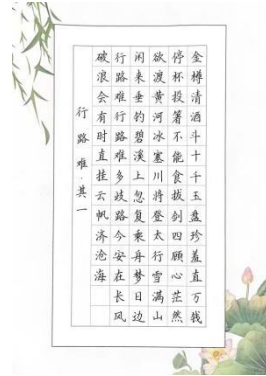 金樽清酒斗十千玉盘珍羞直万钱
停杯投箸不能食拔剑四顾心茫然
欲渡黄河冰塞川将登太行雪满山
闲来垂钓碧溪上忽复乘舟梦日边
行路难行路难多歧路今安在长风
破浪会有时直挂云帆济沧海
行路难·其一